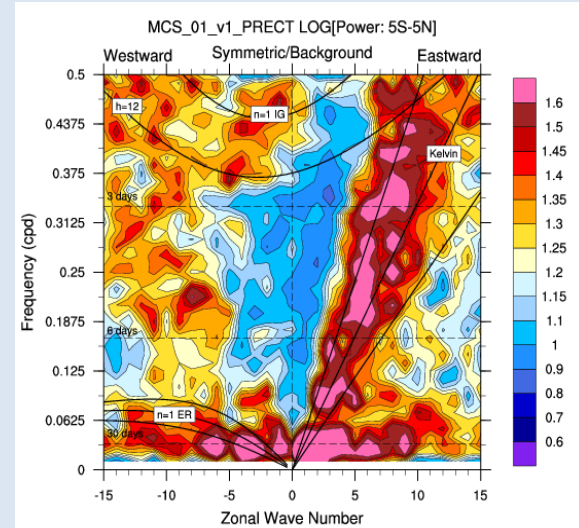 MCS_01_v1_PRECT LOG[Power: 5S-5N]
Westward Symmetric/Background Eastward
0.5
0.4375
0.375
0.3125
0.25
0.1875
0.125
0.0625
0
Frequency (cpd)
h=12
n=1 IG
Kelvin
3 days
6 days
n=1 ER
30 days
-15 -10 -5 0 5 10 15
Zonal Wave Number
1.6
1.5
1.45
1.4
1.35
1.3
1.25
1.2
1.15
1.1
1
0.9
0.8
0.7
0.6